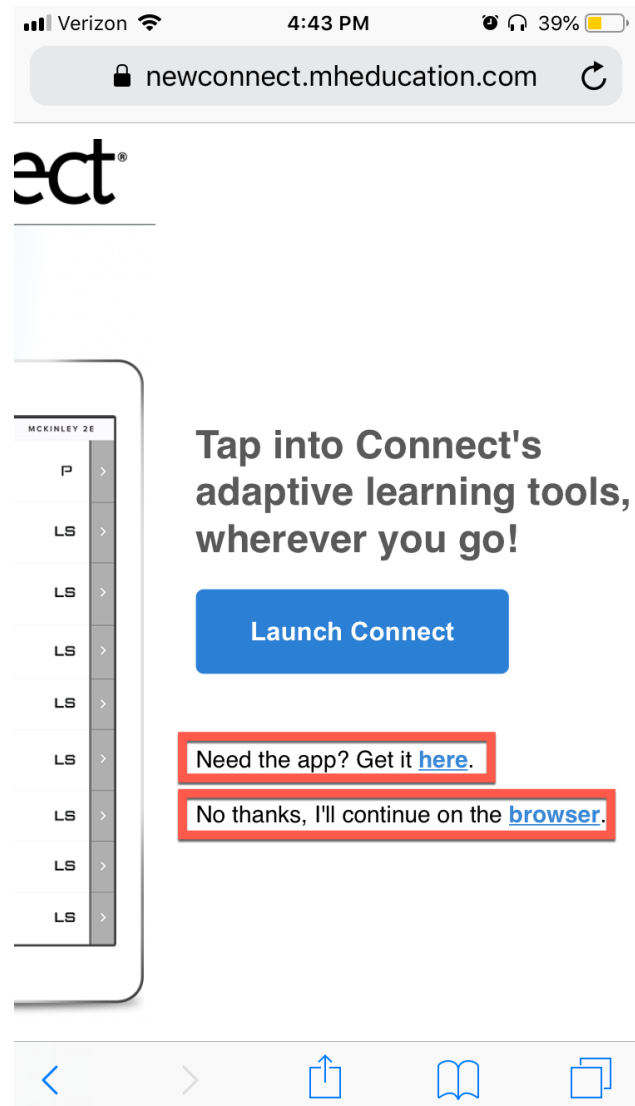 Verizon 4:43 PM 39%
newconnect.mheducation.com
ect®
MCKINLEY 2E
P
LS
LS
LS
LS
LS
LS
LS
LS
Tap into Connect's
adaptive learning tools,
wherever you go!
Launch Connect
Need the app? Get it here.
No thanks, I'll continue on the browser.